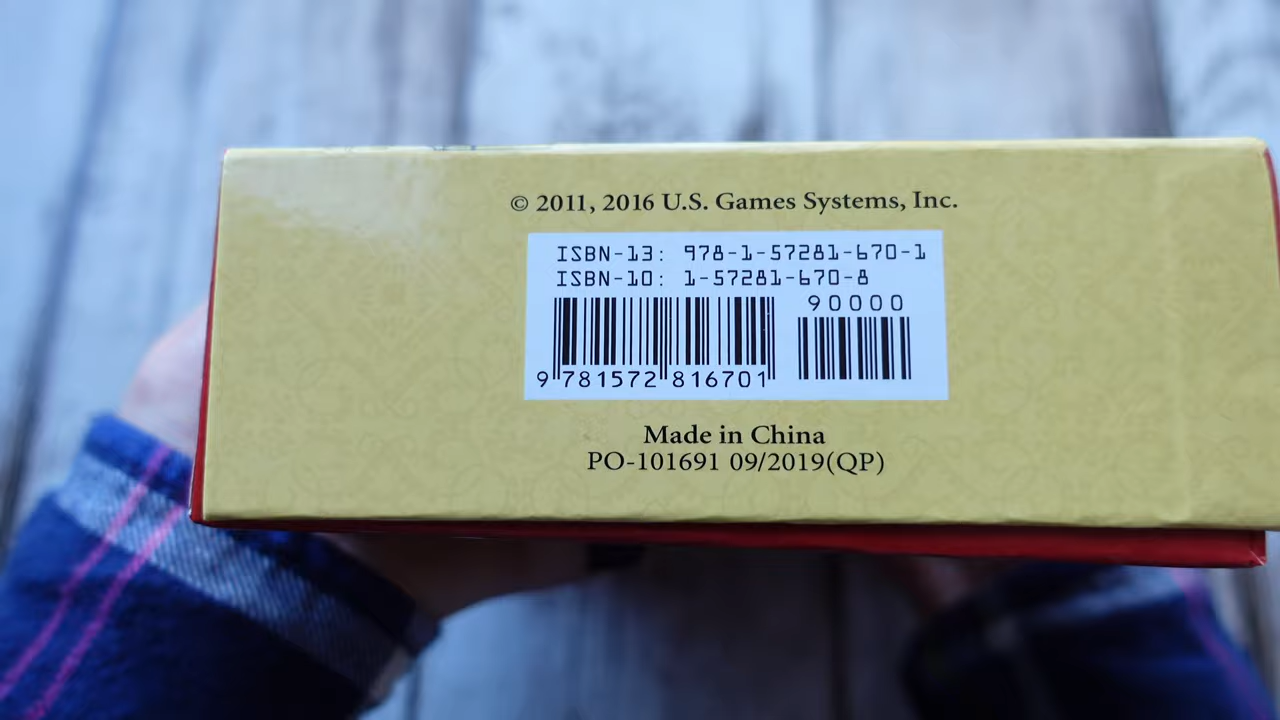 © 2011, 2016 U.S. Games Systems, Inc.
ISBN-13: 978-1-57281-670-1
ISBN-10: 1-57281-670-8
90000
9 781572 816701
Made in China
PO-101691 09/2019(QP)